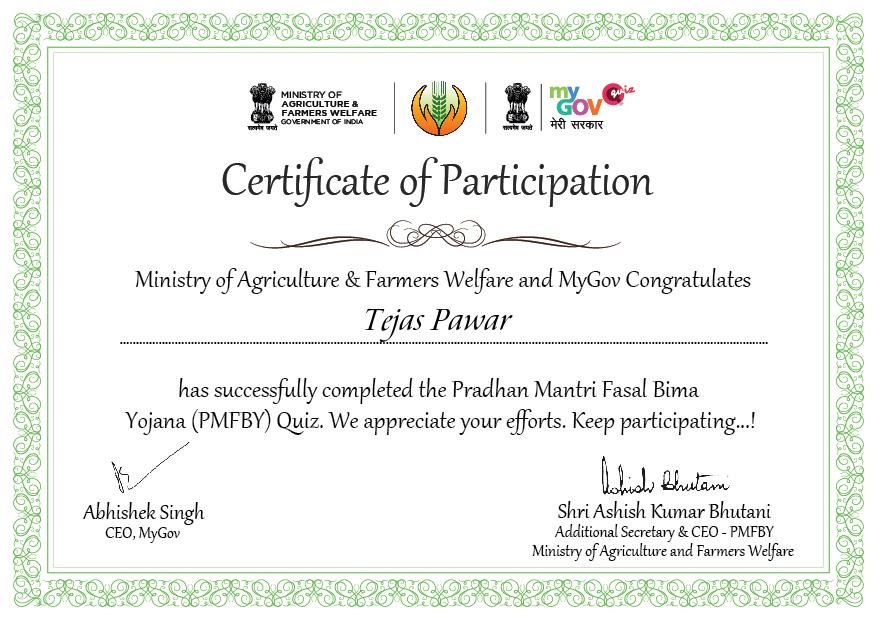 MINISTRY OF
AGRICULTURE &
FARMERS WELFARE
GOVERNMENT OF INDIA
सत्यमेव जयते
सत्यमेव जयते
my
GOV
quiz
मेरी सरकार
Certificate of Participation
Ministry of Agriculture & Farmers Welfare and MyGov Congratulates
Tejas Pawar
has successfully completed the Pradhan Mantri Fasal Bima
Yojana (PMFBY) Quiz. We appreciate your efforts. Keep participating...!
Ashish Bhutani
Abhishek Singh
CEO, MyGov
Shri Ashish Kumar Bhutani
Additional Secretary & CEO - PMFBY
Ministry of Agriculture and Farmers Welfare